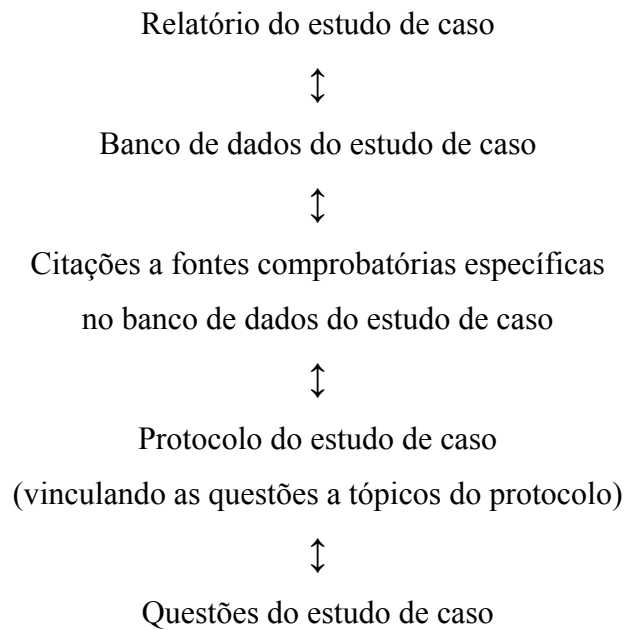 Relatório do estudo de caso
↕
Banco de dados do estudo de caso
↕
Citações a fontes comprobatórias específicas
no banco de dados do estudo de caso
↕
Protocolo do estudo de caso
(vinculando as questões a tópicos do protocolo)
↕
Questões do estudo de caso